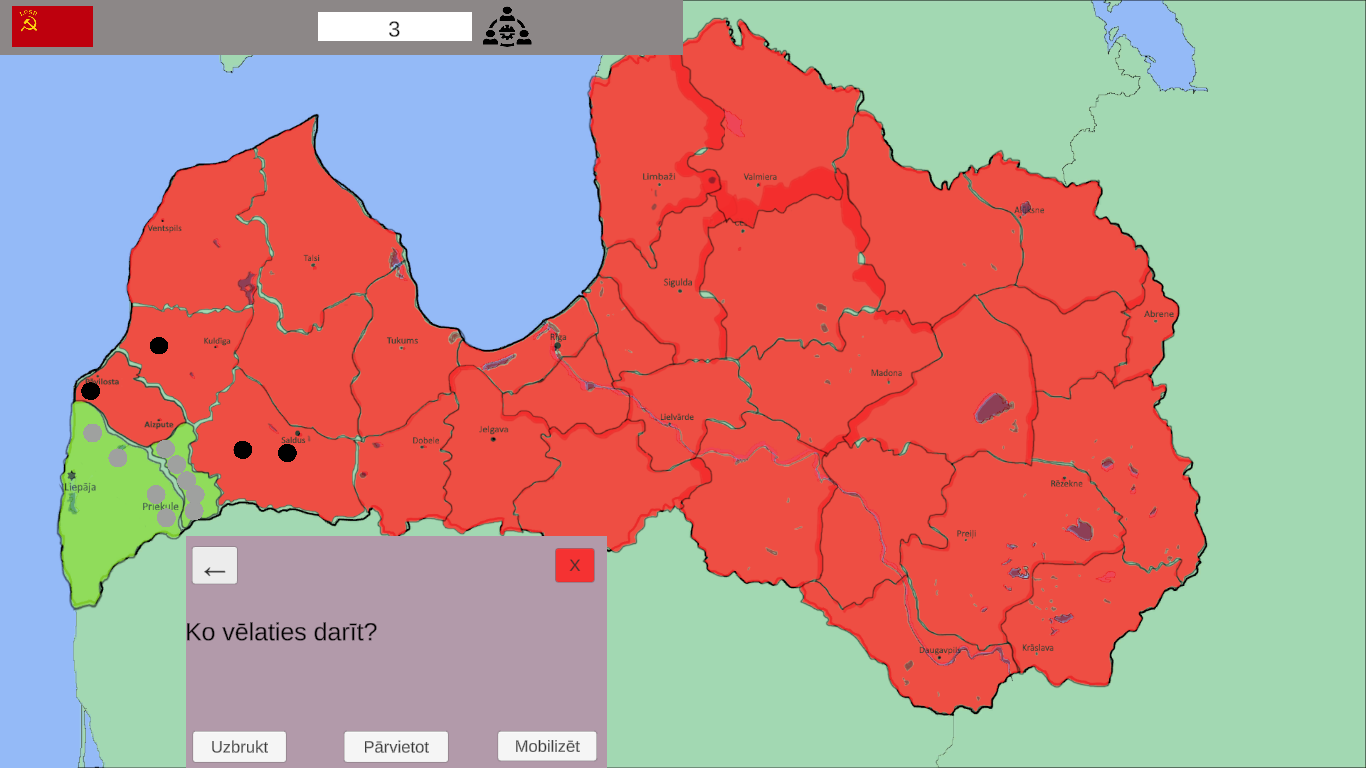 LPSR
3
Limbaži
Valmiera
Alūksne
Ventspils
Talsi
Sigulda
Abrene
Kuldīga
Tukums
Rīga
Madona
Aizpute
Lielvārde
Saldus
Dobele
Jelgava
Liepāja
Rēzekne
Priekule
Preiļi
←
X
Ko vēlaties darīt?
Daugavpils
Krāslava
Uzbrukt
Pārvietot
Mobilizēt